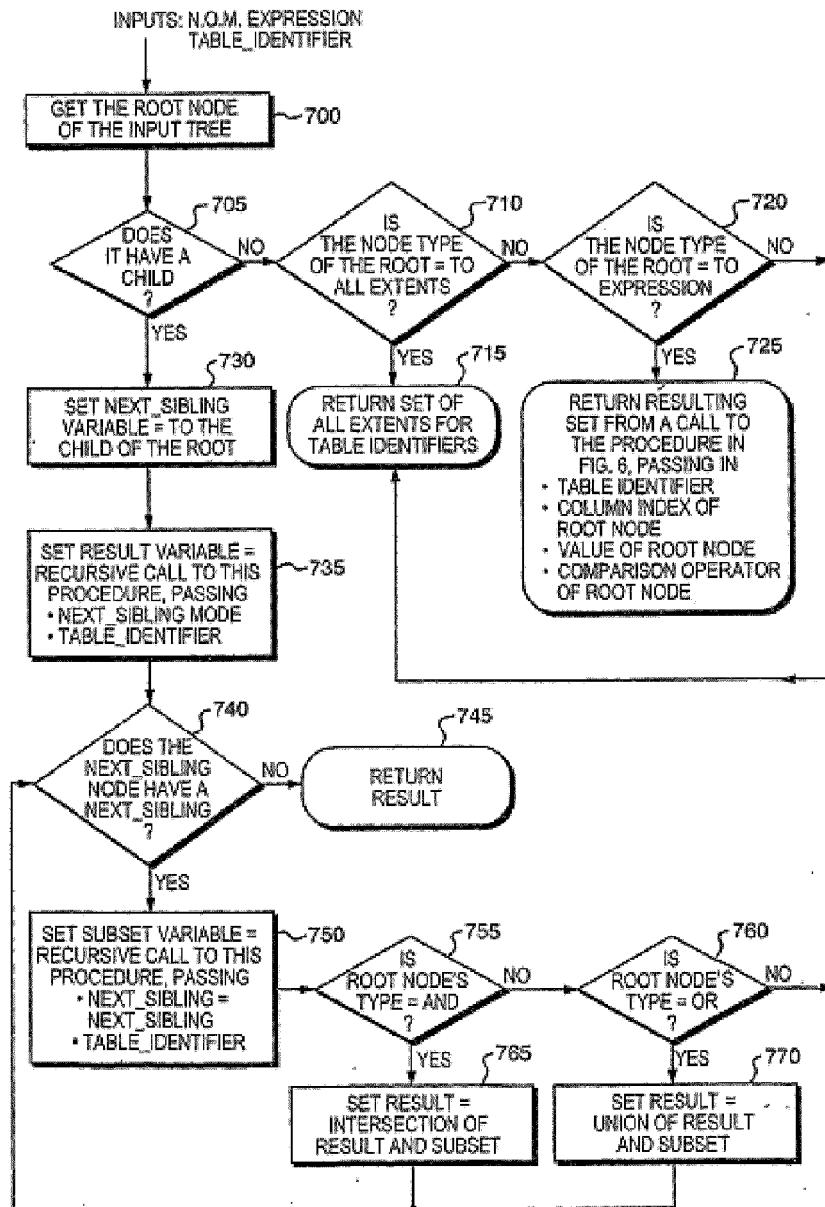 INPUTS: N.O.M. EXPRESSION
TABLE_IDENTIFIER
GET THE ROOT NODE
OF THE INPUT TREE
700
705
DOES
IT HAVE A
CHILD
?
NO
YES
710
IS
THE NODE TYPE
OF THE ROOT = TO
ALL EXTENTS
?
NO
YES
720
IS
THE NODE TYPE
OF THE ROOT = TO
EXPRESSION
?
NO
YES
730
SET NEXT_SIBLING
VARIABLE = TO THE
CHILD OF THE ROOT
715
RETURN SET OF
ALL EXTENTS FOR
TABLE IDENTIFIERS
725
RETURN RESULTING
SET FROM A CALL TO
THE PROCEDURE IN
FIG. 6, PASSING IN
• TABLE IDENTIFIER
• COLUMN INDEX OF
ROOT NODE
• VALUE OF ROOT NODE
• COMPARISON OPERATOR
OF ROOT NODE
SET RESULT VARIABLE =
RECURSIVE CALL TO THIS
PROCEDURE, PASSING
• NEXT_SIBLING MODE
• TABLE_IDENTIFIER
735
740
DOES THE
NEXT_SIBLING
NODE HAVE A
NEXT_SIBLING
?
NO
YES
745
RETURN
RESULT
SET SUBSET VARIABLE =
RECURSIVE CALL TO THIS
PROCEDURE, PASSING
• NEXT_SIBLING =
NEXT_SIBLING
• TABLE_IDENTIFIER
750
755
IS
ROOT NODE'S
TYPE = AND
?
NO
YES
760
IS
ROOT NODE'S
TYPE = OR
?
NO
YES
765
SET RESULT =
INTERSECTION OF
RESULT AND SUBSET
770
SET RESULT =
UNION OF RESULT
AND SUBSET